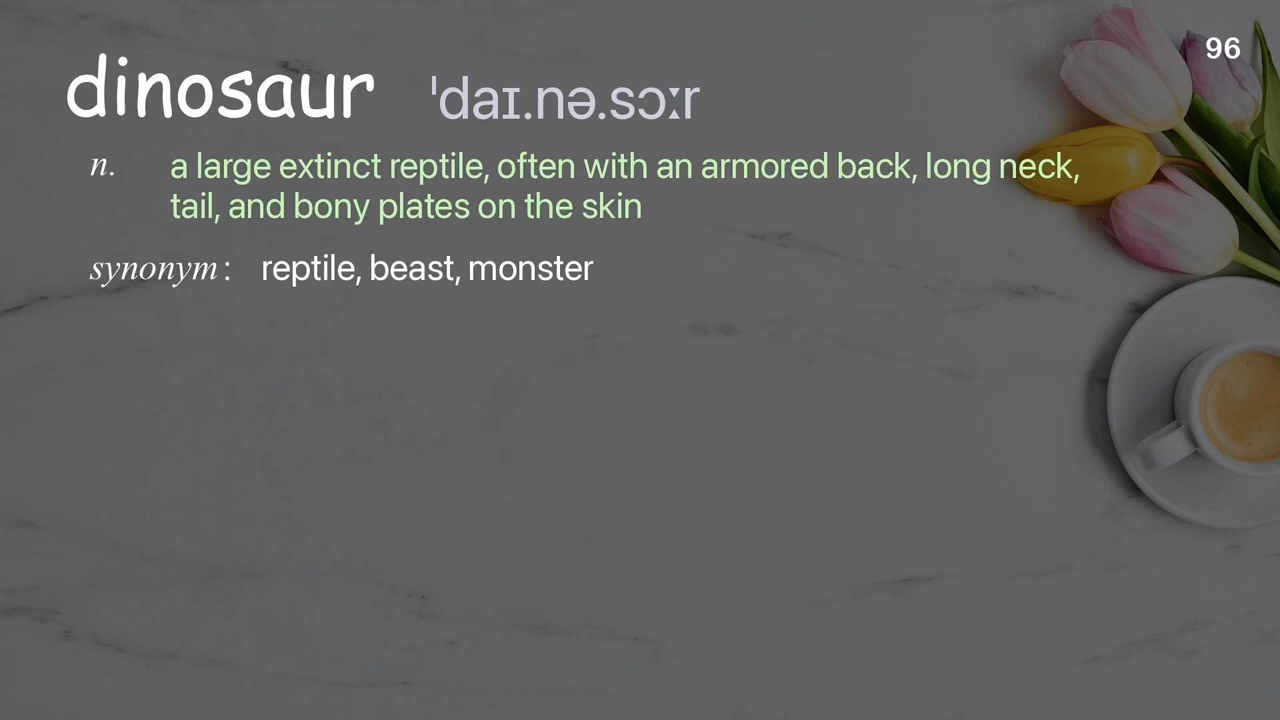 96
dinosaur ˈdaɪ.nə.sɔːr
n. a large extinct reptile, often with an armored back, long neck,
tail, and bony plates on the skin
synonym: reptile, beast, monster